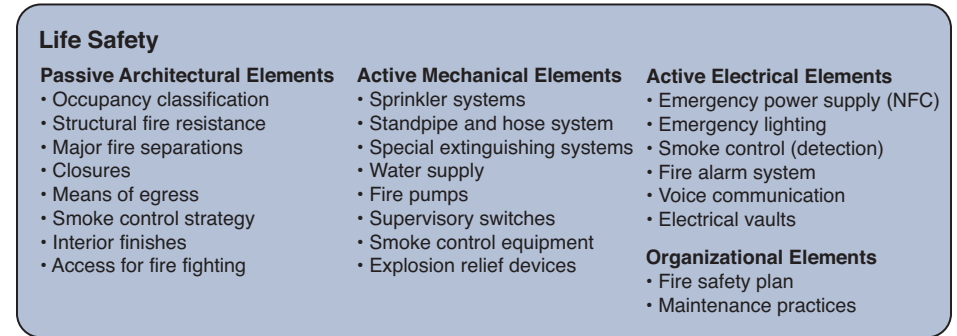 Life Safety
Passive Architectural Elements
• Occupancy classification
• Structural fire resistance
• Major fire separations
• Closures
• Means of egress
• Smoke control strategy
• Interior finishes
• Access for fire fighting
Active Mechanical Elements
• Sprinkler systems
• Standpipe and hose system
• Special extinguishing systems
• Water supply
• Fire pumps
• Supervisory switches
• Smoke control equipment
• Explosion relief devices
Active Electrical Elements
• Emergency power supply (NFC)
• Emergency lighting
• Smoke control (detection)
• Fire alarm system
• Voice communication
• Electrical vaults
Organizational Elements
• Fire safety plan
• Maintenance practices